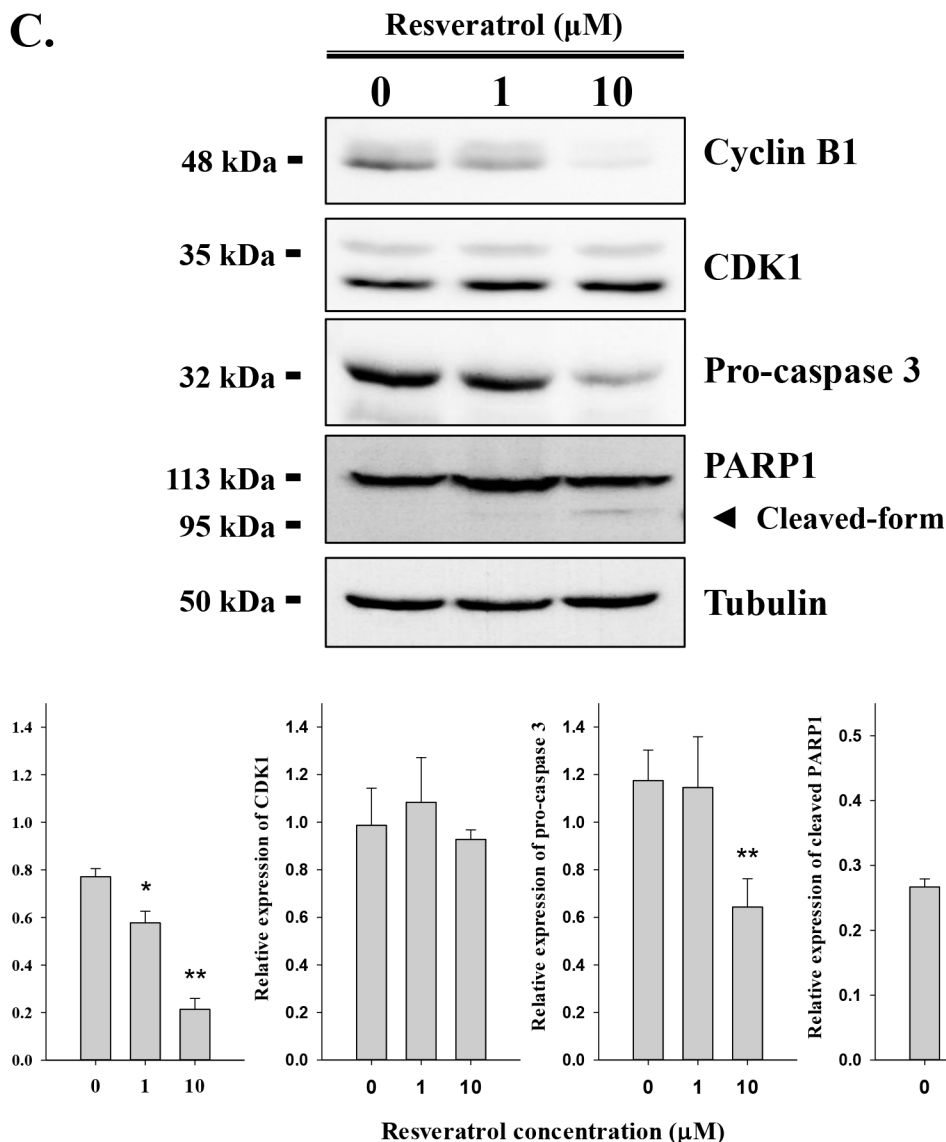 C.
Resveratrol (µM)
0 1 10
48 kDa - Cyclin B1
35 kDa - CDK1
32 kDa - Pro-caspase 3
113 kDa - PARP1
95 kDa - ◄ Cleaved-form
50 kDa - Tubulin
1.4
1.2
1.0
0.8
0.6
0.4
0.2
0.0
*
**
0 1 10
Relative expression of CDK1
1.4
1.2
1.0
0.8
0.6
0.4
0.2
0.0
0 1 10
Relative expression of pro-caspase 3
1.4
1.2
1.0
0.8
0.6
0.4
0.2
0.0
**
0 1 10
Relative expression of cleaved PARP1
0.5
0.4
0.3
0.2
0.1
0.0
0
Resveratrol concentration (µM)